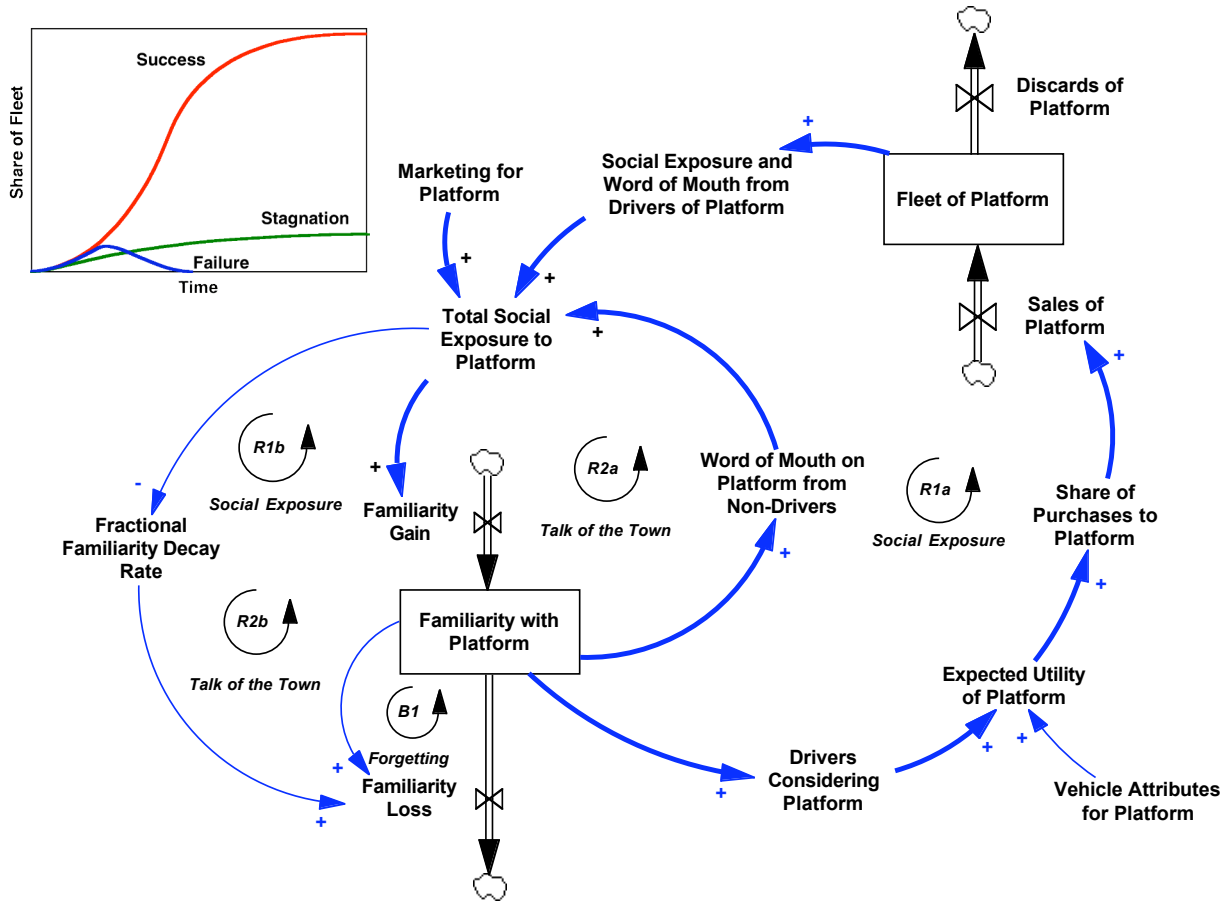 Share of Fleet
Success
Stagnation
Failure
Time
Marketing for
Platform
+
Social Exposure and
Word of Mouth from
Drivers of Platform
+
+
Discards of
Platform
Fleet of Platform
Sales of
Platform
+
Total Social
Exposure to
Platform
+
R1b
Social Exposure
-
+
Familiarity
Gain
R2a
Talk of the Town
Word of Mouth on
Platform from
Non-Drivers
+
R1a
Social Exposure
Share of
Purchases to
Platform
+
Fractional
Familiarity Decay
Rate
R2b
Talk of the Town
Familiarity with
Platform
B1
Forgetting
+
Familiarity
Loss
+
Drivers
Considering
Platform
+
Expected Utility
of Platform
+
+
Vehicle Attributes
for Platform